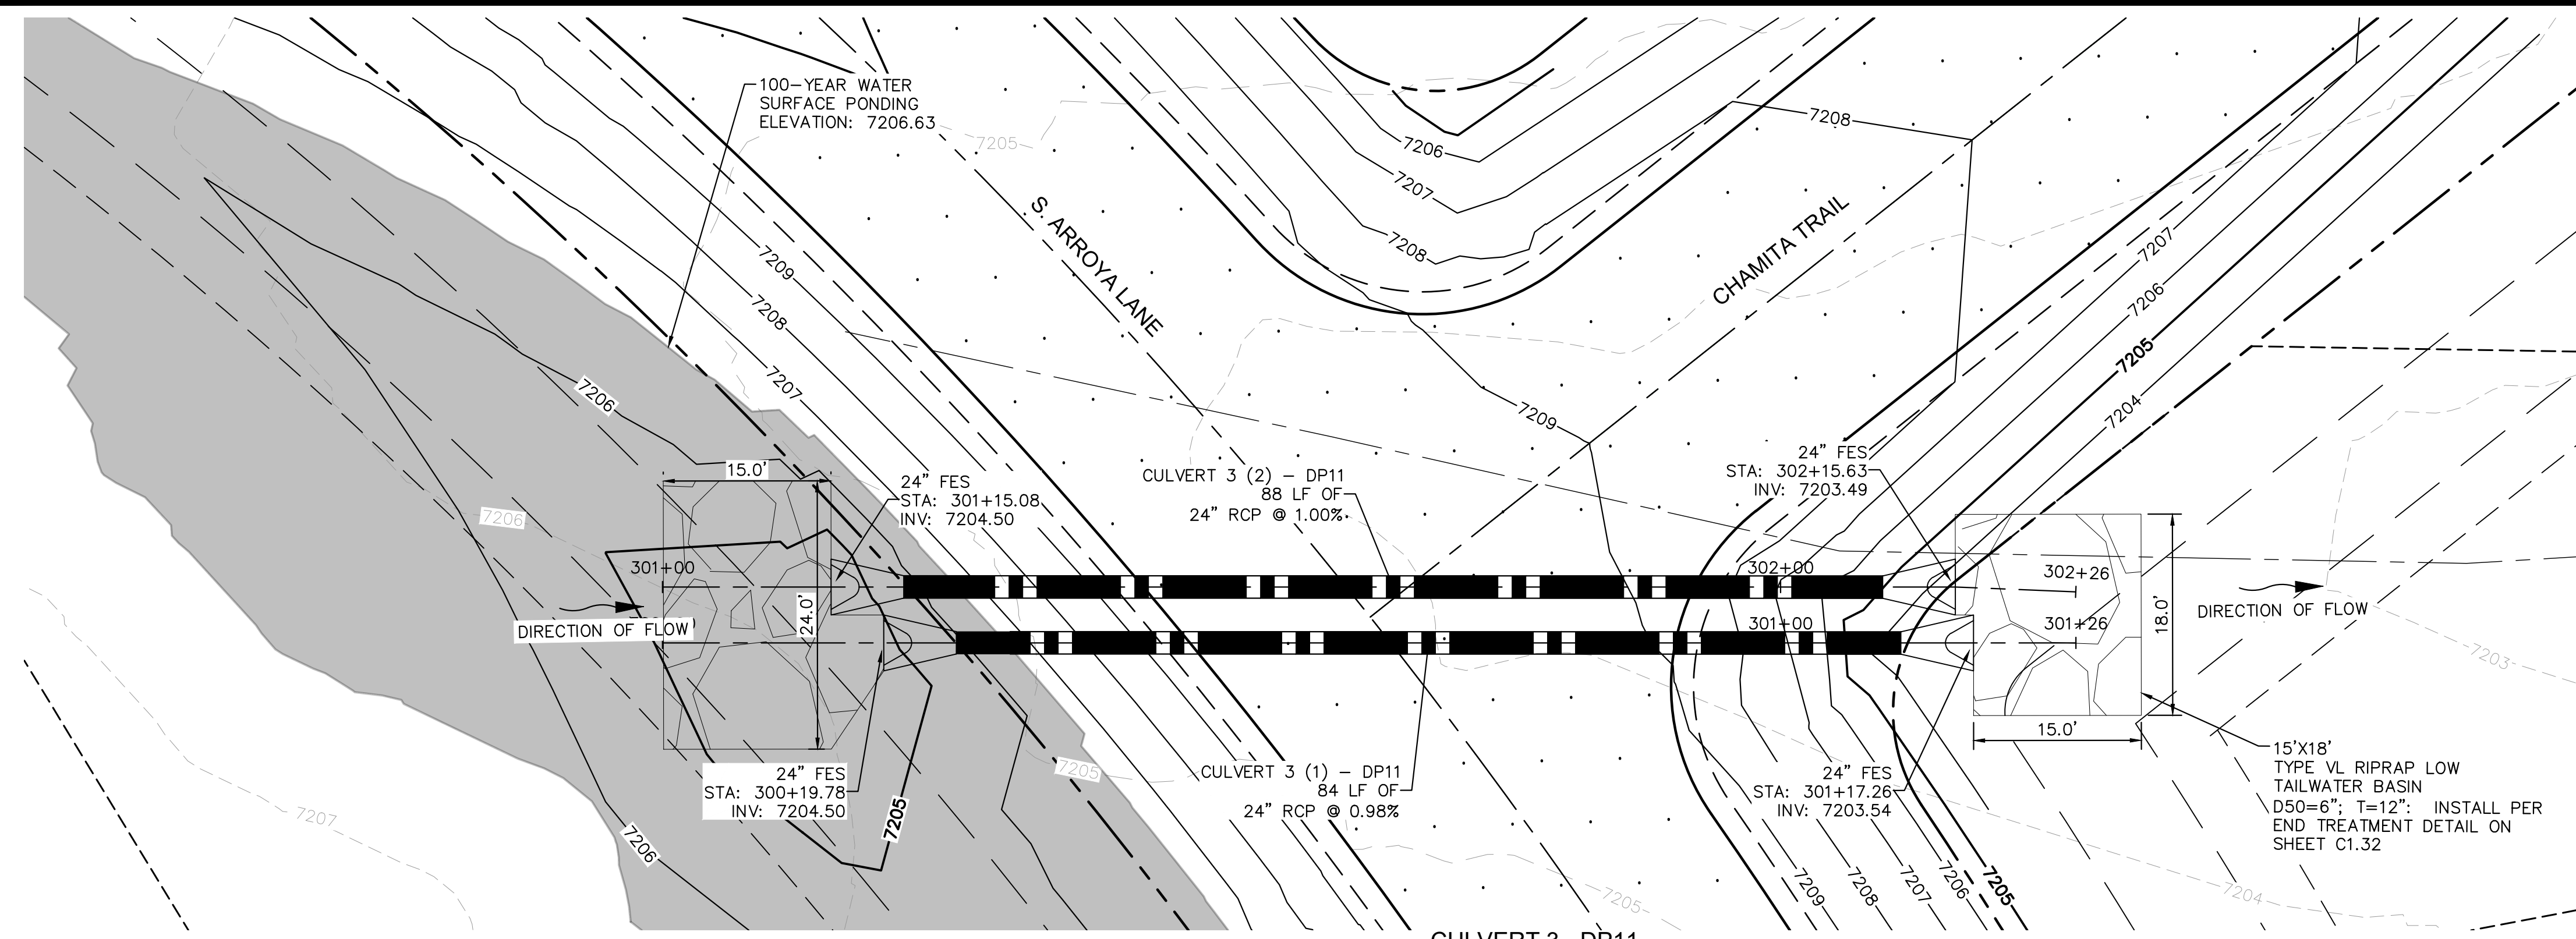 100-YEAR WATER
SURFACE PONDING
ELEVATION: 7206.63
7205
7208
7206
7207
7208
S. ARROYA LANE
CHAMITA TRAIL
7209
7208
7207
7206
7207
7206
7205
7204
7209
15.0'
24.0'
7206
24" FES
STA: 301+15.08
INV: 7204.50
CULVERT 3 (2) - DP11
88 LF OF
24" RCP @ 1.00%
24" FES
STA: 302+15.63
INV: 7203.49
301+00
DIRECTION OF FLOW
302+00
301+00
302+26
301+26
18.0'
15.0'
DIRECTION OF FLOW
7203
24" FES
STA: 300+19.78
INV: 7204.50
7205
7206
7207
7205
CULVERT 3 (1) - DP11
84 LF OF
24" RCP @ 0.98%
24" FES
STA: 301+17.26
INV: 7203.54
15'X18'
TYPE VL RIPRAP LOW
TAILWATER BASIN
D50=6"; T=12": INSTALL PER
END TREATMENT DETAIL ON
SHEET C1.32
7205
7209
7208
7207
7206
7205
7204
CULVERT 3 - DP11